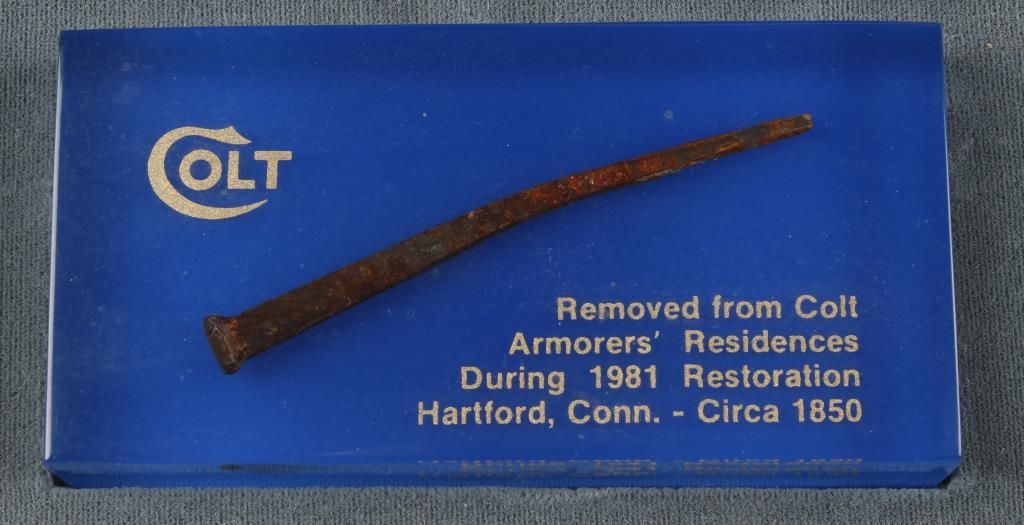 COLT
Removed from Colt
Armorers' Residences
During 1981 Restoration
Hartford, Conn. - Circa 1850